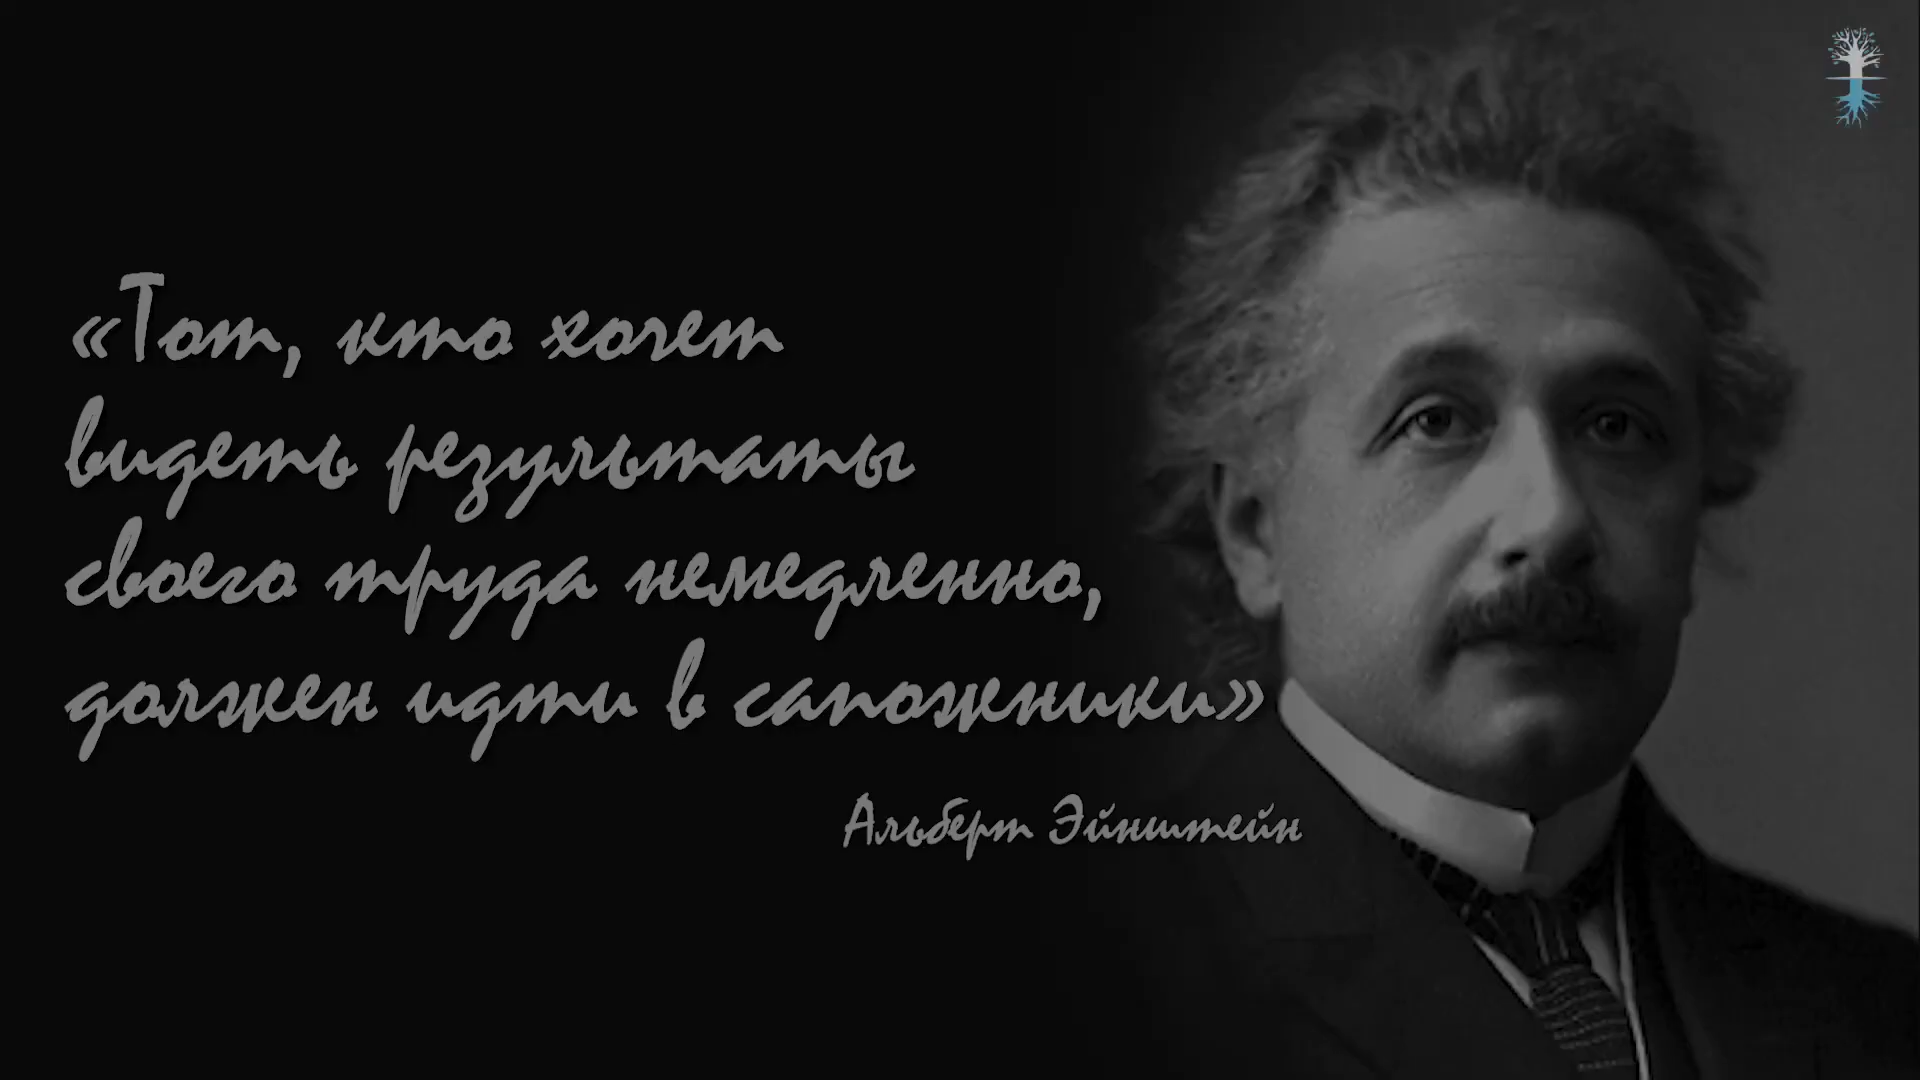 «Тот, кто хочет
видеть результаты
своего труда немедленно,
должен идти в сапожники»
Альберт Эйнштейн